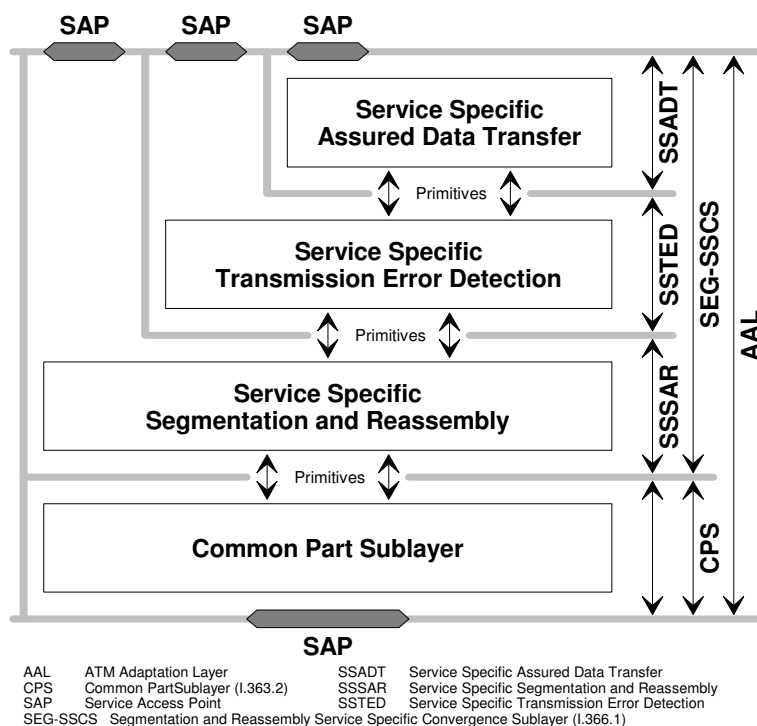 SAP SAP SAP
Service Specific
Assured Data Transfer
SSADT
Primitives
Service Specific
Transmission Error Detection
SSTED
SEG-SSCS
AAL
Primitives
Service Specific
Segmentation and Reassembly
SSSAR
Primitives
Common Part Sublayer
CPS
SAP
AAL ATM Adaptation Layer SSADT Service Specific Assured Data Transfer
CPS Common PartSublayer (I.363.2) SSSAR Service Specific Segmentation and Reassembly
SAP Service Access Point SSTED Service Specific Transmission Error Detection
SEG-SSCS Segmentation and Reassembly Service Specific Convergence Sublayer (I.366.1)